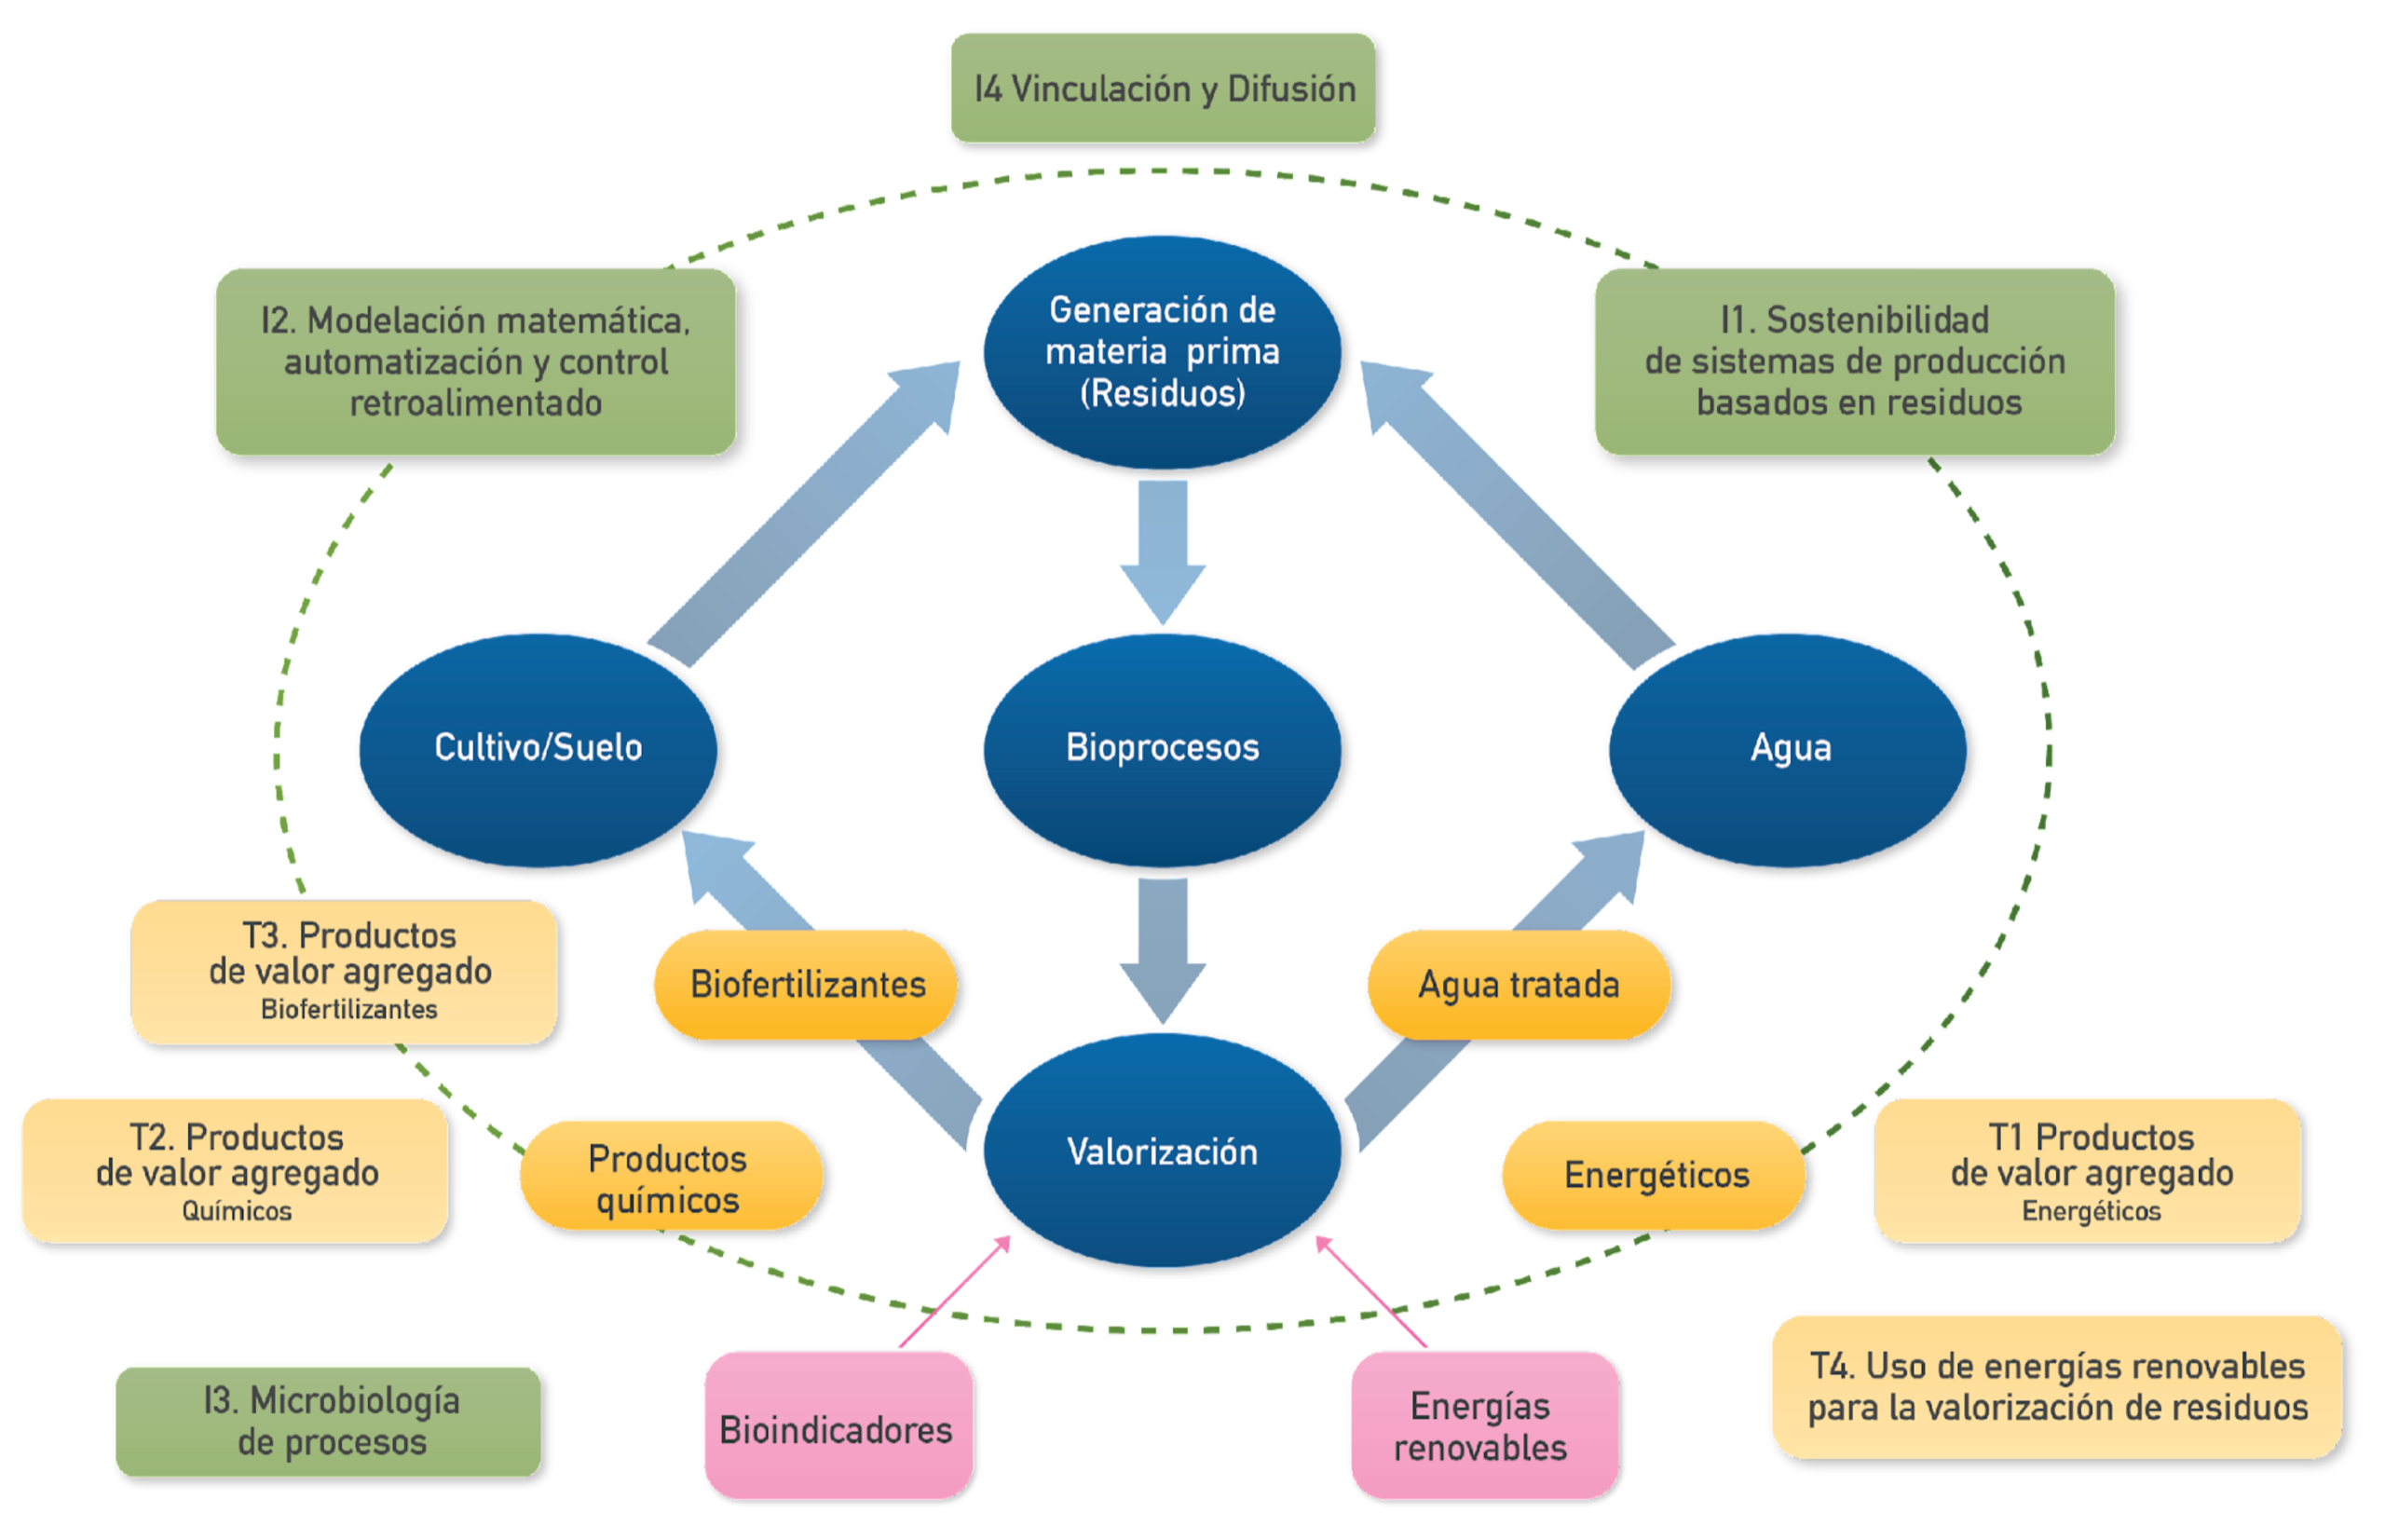 I4 Vinculación y Difusión
I2. Modelación matemática,
automatización y control
retroalimentado
Generación de
materia prima
(Residuos)
I1. Sostenibilidad
de sistemas de producción
basados en residuos
Cultivo/Suelo
Bioprocesos
Agua
T3. Productos
de valor agregado
Biofertilizantes
Biofertilizantes
Agua tratada
T2. Productos
de valor agregado
Químicos
Productos
químicos
Valorización
Energéticos
T1 Productos
de valor agregado
Energéticos
I3. Microbiología
de procesos
Bioindicadores
Energías
renovables
T4. Uso de energías renovables
para la valorización de residuos